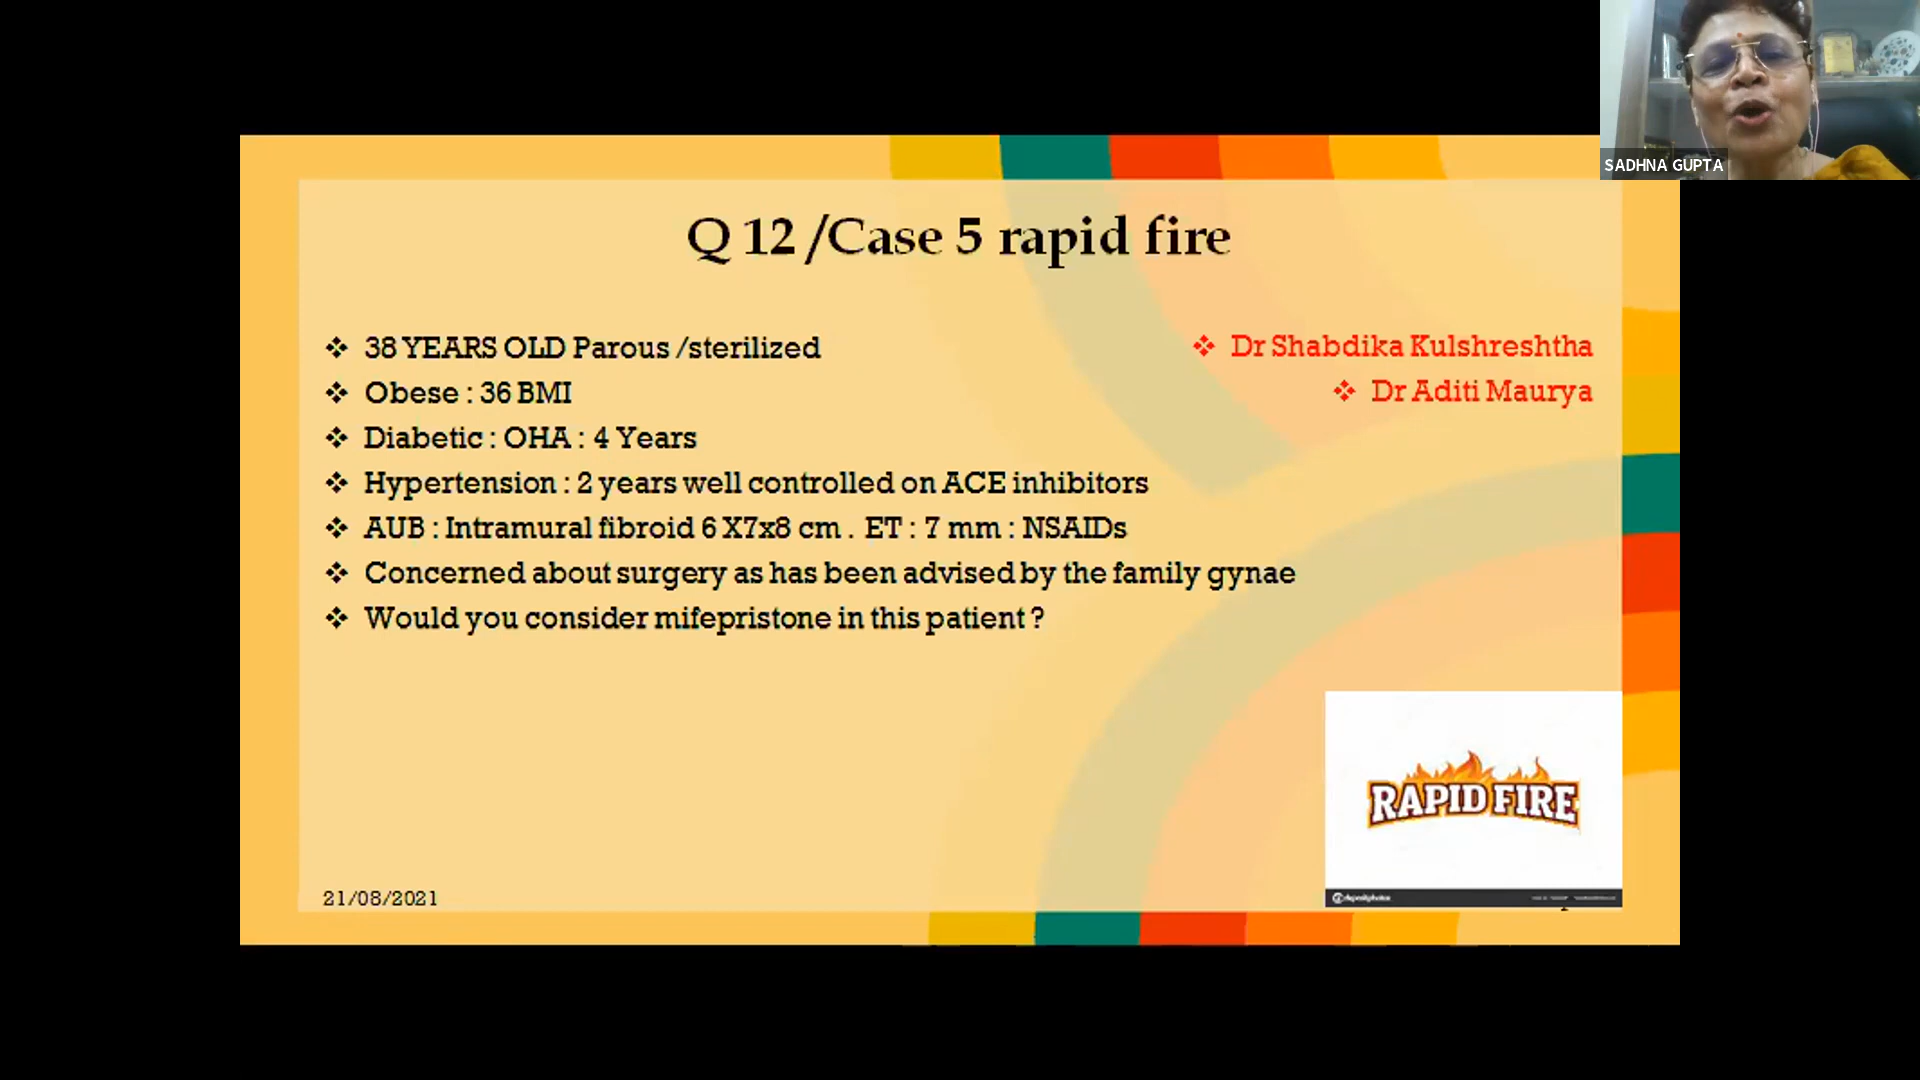 SADHNA GUPTA
Q 12 /Case 5 rapid fire
❖ 38 YEARS OLD Parous /sterilized
❖ Obese : 36 BMI
❖ Diabetic : OHA : 4 Years
❖ Hypertension : 2 years well controlled on ACE inhibitors
❖ AUB : Intramural fibroid 6 X7x8 cm . ET : 7 mm : NSAIDs
❖ Concerned about surgery as has been advised by the family gynae
❖ Would you consider mifepristone in this patient ?
❖ Dr Shabdika Kulshreshtha
❖ Dr Aditi Maurya
RAPID FIRE
depositphotos
21/08/2021